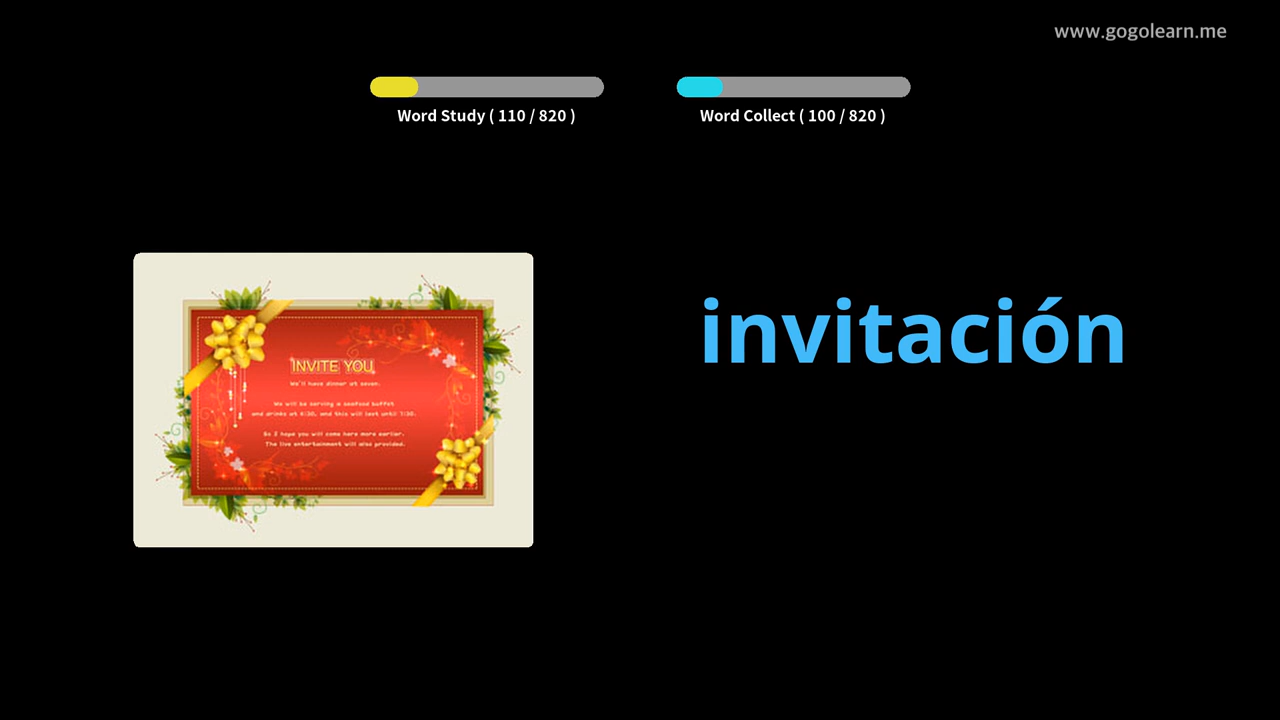 www.gogolearn.me
Word Study ( 110 / 820 )
Word Collect ( 100 / 820 )
INVITE YOU
We'll have dinner at seven.
We will be serving a seafood buffet
and drinks at 6:30, and this will last until 7:30.
So I hope you will come here more earlier.
The live entertainment will also provided.
invitación